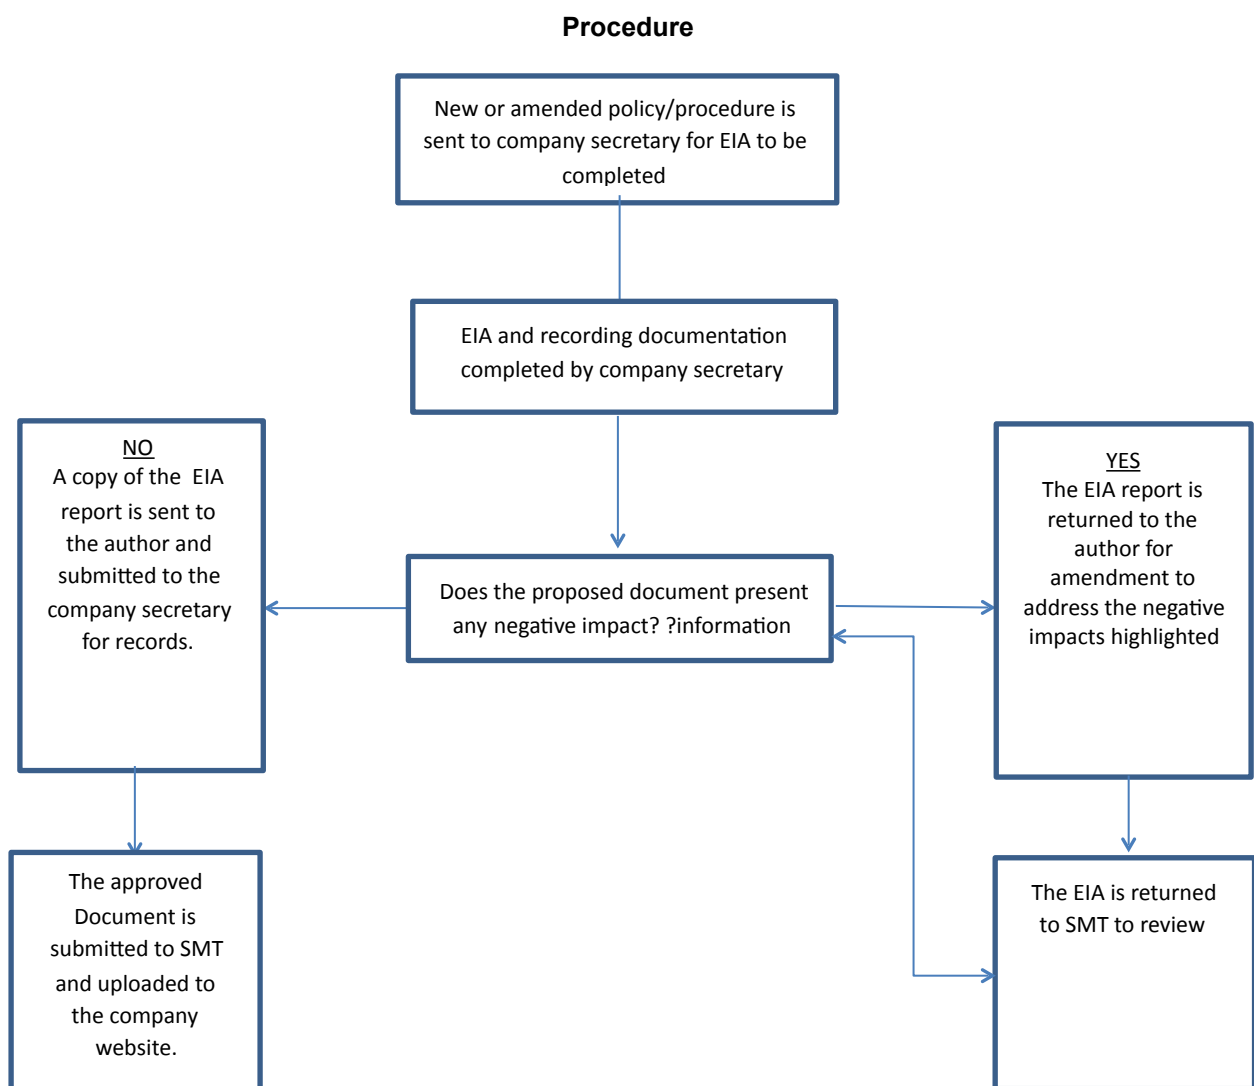 Procedure
New or amended policy/procedure is
sent to company secretary for EIA to be
completed
EIA and recording documentation
completed by company secretary
NO
A copy of the EIA
report is sent to
the author and
submitted to the
company secretary
for records.
YES
The EIA report is
returned to the
author for
amendment to
address the negative
impacts highlighted
Does the proposed document present
any negative impact? ?information
The approved
Document is
submitted to SMT
and uploaded to
the company
website.
The EIA is returned
to SMT to review